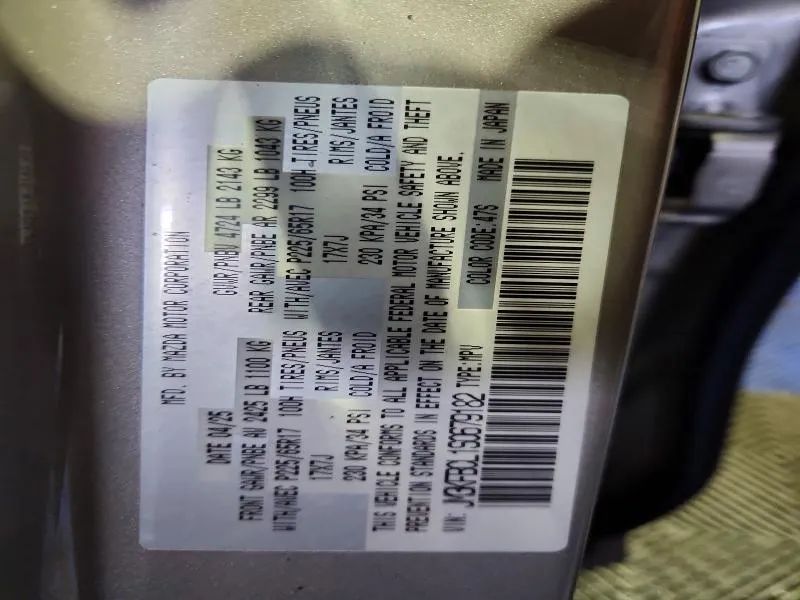 MFD. BY MAZDA MOTOR CORPORATION
DATE 04/25 GVWR/PNBV 4724 LB 2143 KG
FRONT GAWR/PNBE AV 2425 LB 1100 KG REAR GAWR/PNBE AR 2299 LB 1043 KG
WITH/AVEC P225/65R17 100H TIRES/PNEUS WITH/AVEC P225/65R17 100H TIRES/PNEUS
17X7J RIMS/JANTES 17X7J RIMS/JANTES
230 KPA/34 PSI COLD/A FROID 230 KPA/34 PSI COLD/A FROID
THIS VEHICLE CONFORMS TO ALL APPLICABLE FEDERAL MOTOR VEHICLE SAFETY AND THEFT
PREVENTION STANDARDS IN EFFECT ON THE DATE OF MANUFACTURE SHOWN ABOVE.
COLOR CODE:47S MADE IN JAPAN
VIN: TYPE:MPV